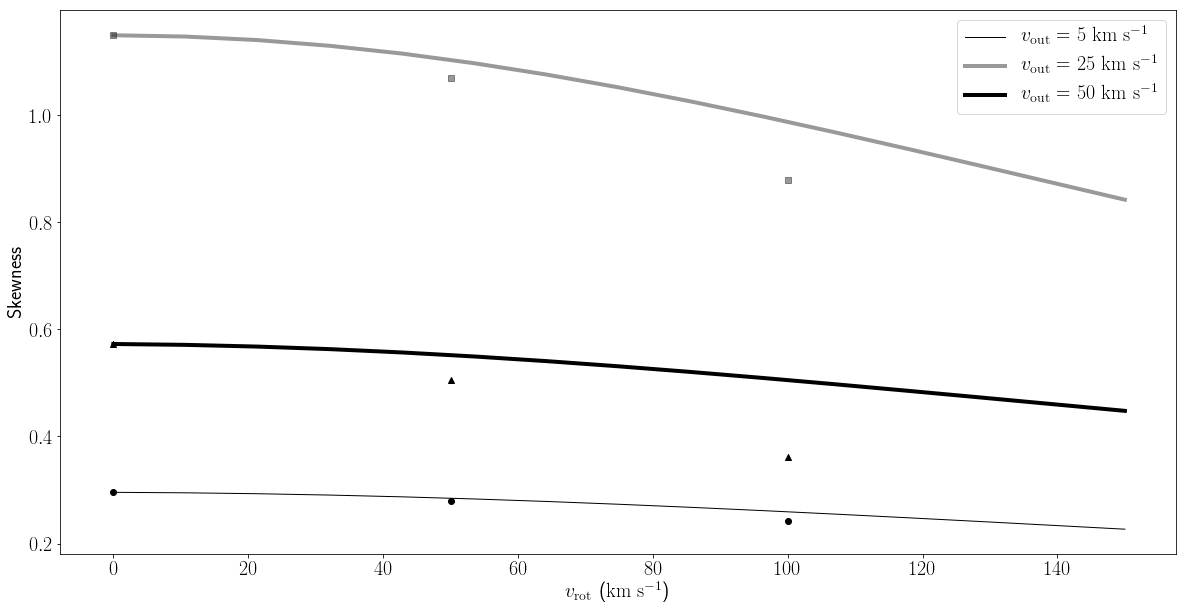 v_out = 5 km s⁻¹
v_out = 25 km s⁻¹
v_out = 50 km s⁻¹
Skewness
1.0
0.8
0.6
0.4
0.2
0 20 40 60 80 100 120 140
v_rot (km s⁻¹)